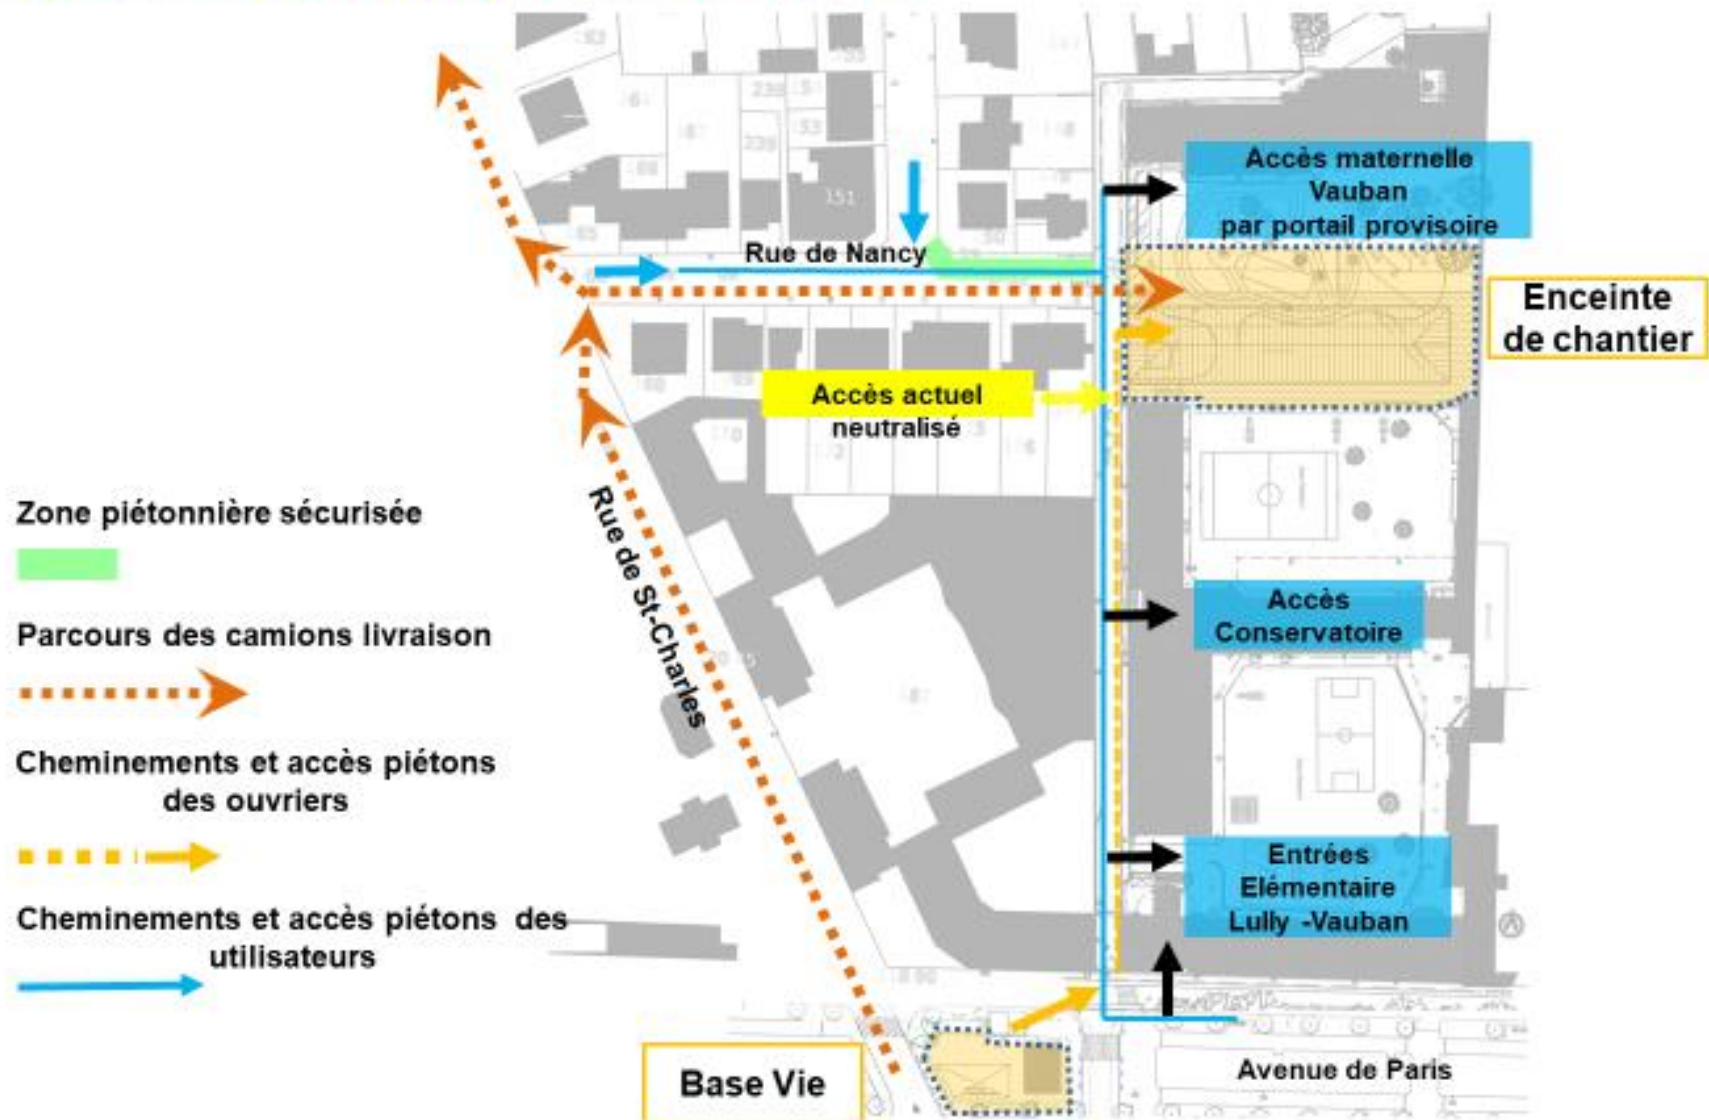 Accès maternelle
Vauban
par portail provisoire
151
Rue de Nancy
Enceinte
de chantier
Accès actuel
neutralisé
Zone piétonnière sécurisée
Rue de St-Charles
Parcours des camions livraison
Accès
Conservatoire
Cheminements et accès piétons
des ouvriers
Entrées
Elémentaire
Lully -Vauban
Cheminements et accès piétons des
utilisateurs
Base Vie
Avenue de Paris